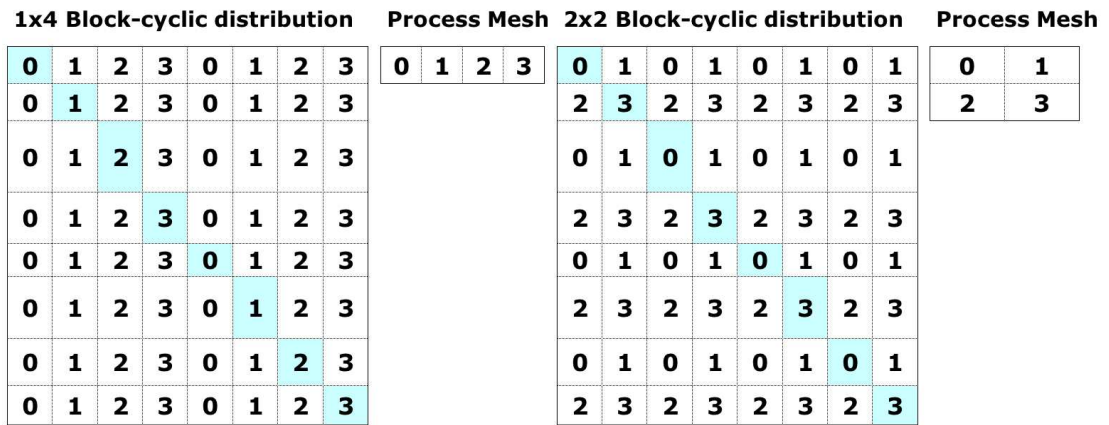 1x4 Block-cyclic distribution Process Mesh 2x2 Block-cyclic distribution Process Mesh
0 1 2 3 0 1 2 3 0 1 2 3 0 1 0 1 0 1 0 1 0 1
0 1 2 3 0 1 2 3 2 3 2 3 2 3 2 3 2 3
0 1 2 3 0 1 2 3 0 1 0 1 0 1 0 1
0 1 2 3 0 1 2 3 2 3 2 3 2 3 2 3
0 1 2 3 0 1 2 3 0 1 0 1 0 1 0 1
0 1 2 3 0 1 2 3 2 3 2 3 2 3 2 3
0 1 2 3 0 1 2 3 0 1 0 1 0 1 0 1
0 1 2 3 0 1 2 3 2 3 2 3 2 3 2 3